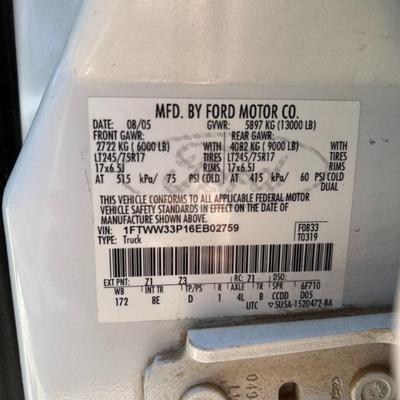 MFD. BY FORD MOTOR CO.
DATE: 08/05 GVWR: 5897 KG (13000 LB)
FRONT GAWR: REAR GAWR:
2722 KG (6000 LB) 4082 KG (9000 LB)
LT245/75R17 TIRES LT245/75R17
17x6.5J RIMS 17x6.5J
AT 515 kPa/ 75 PSI COLD AT 415 kPa/ 60 PSI COLD
DUAL
THIS VEHICLE CONFORMS TO ALL APPLICABLE FEDERAL MOTOR
VEHICLE SAFETY STANDARDS IN EFFECT ON THE DATE OF
MANUFACTURE SHOWN ABOVE.
VIN: 1FTWW33P16EB02759 F0833
TYPE: Truck T0319
EXT PNT: Z1 Z3 RC: 71 DSO:
WB INT TR TP/PS R AXLE TR SPR 6F710
172 8E D 1 4L B CCDD D05
UTC 5U5A-1520472-BA
049